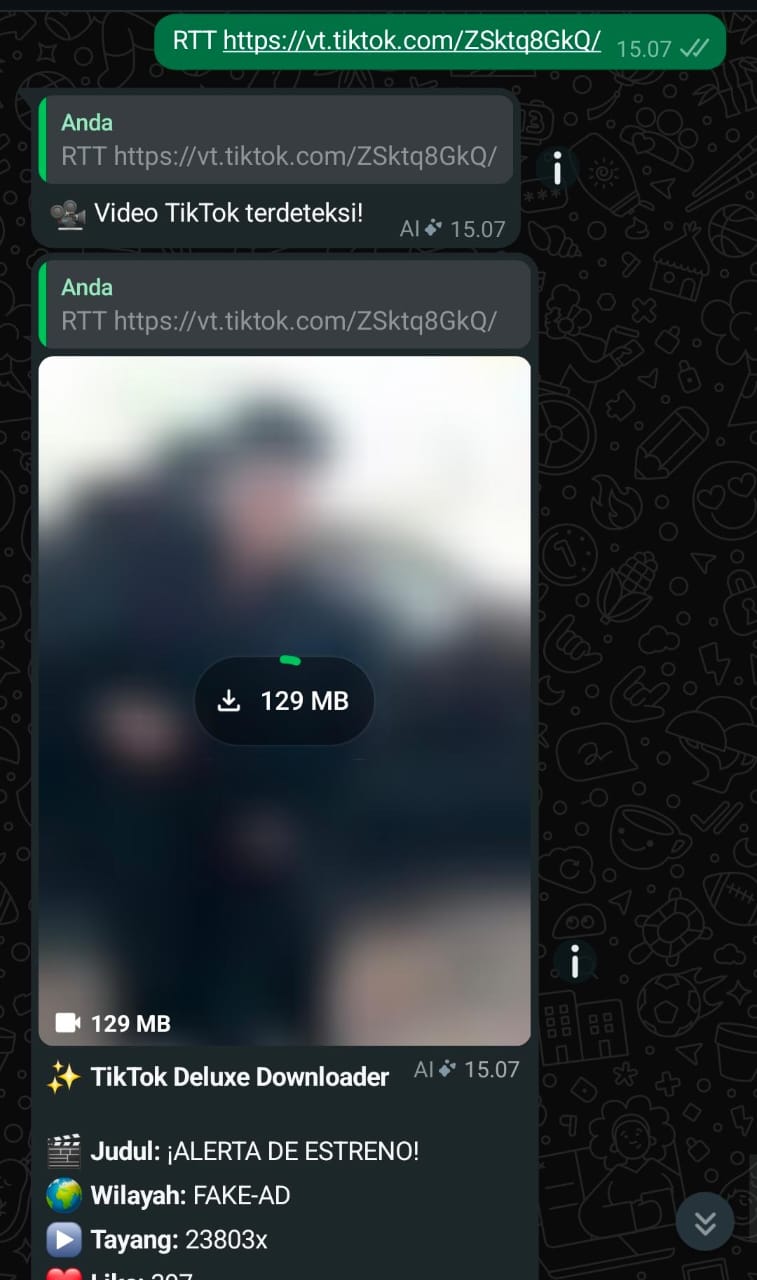 RTT https://vt.tiktok.com/ZSktq8GkQ/ 15.07
Anda
RTT https://vt.tiktok.com/ZSktq8GkQ/
🎥 Video TikTok terdeteksi!
AI 15.07
Anda
RTT https://vt.tiktok.com/ZSktq8GkQ/
129 MB
129 MB
✨ TikTok Deluxe Downloader
AI 15.07
🎬 Judul: ¡ALERTA DE ESTRENO!
🌍 Wilayah: FAKE-AD
▶️ Tayang: 23803x